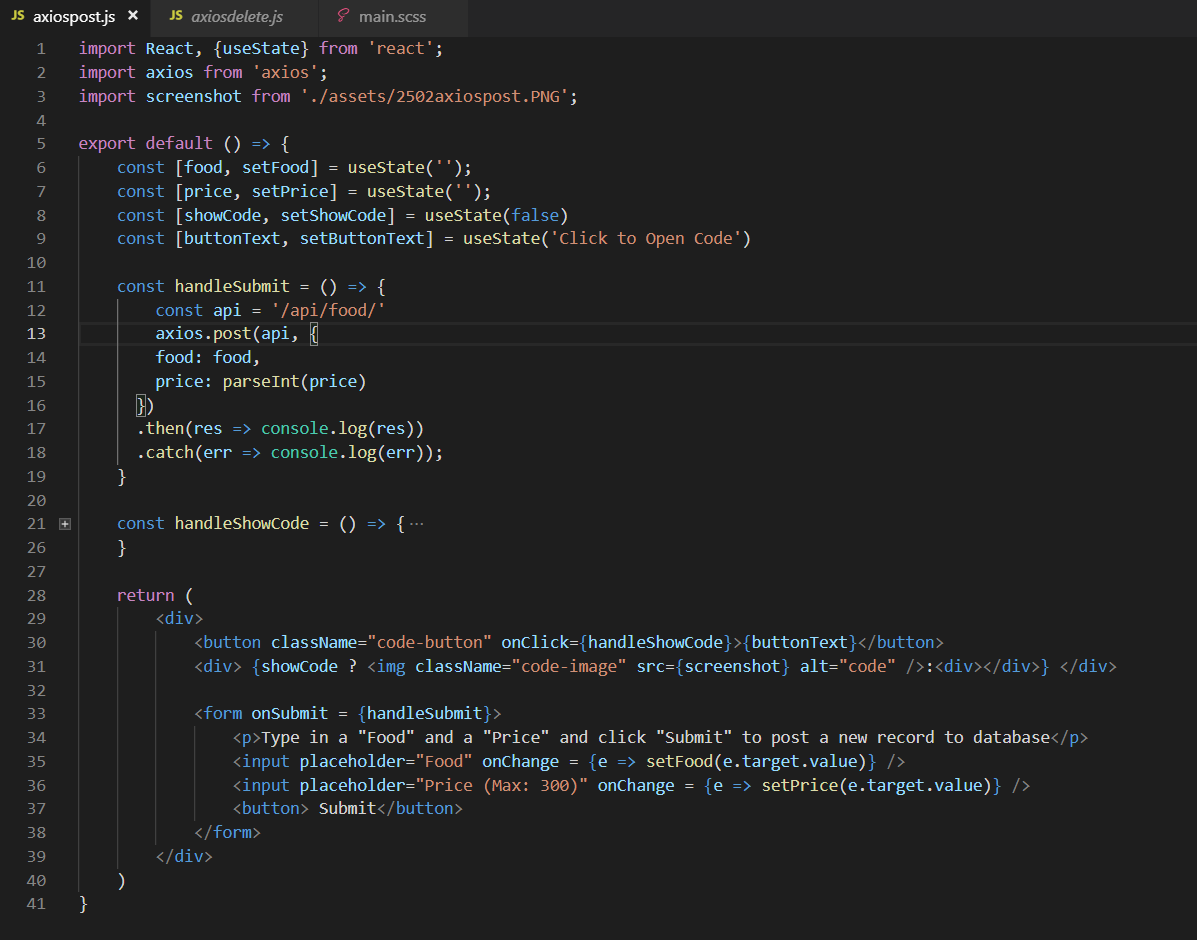 JS axiospost.js ×
JS axiosdelete.js
main.scss
1 import React, {useState} from 'react';
2 import axios from 'axios';
3 import screenshot from './assets/2502axiospost.PNG';
4
5 export default () => {
6 const [food, setFood] = useState('');
7 const [price, setPrice] = useState('');
8 const [showCode, setShowCode] = useState(false)
9 const [buttonText, setButtonText] = useState('Click to Open Code')
10
11 const handleSubmit = () => {
12 const api = '/api/food/'
13 axios.post(api, {
14 food: food,
15 price: parseInt(price)
16 })
17 .then(res => console.log(res))
18 .catch(err => console.log(err));
19 }
20
21 const handleShowCode = () => { ···
26 }
27
28 return (
29 <div>
30 <button className="code-button" onClick={handleShowCode}>{buttonText}</button>
31 <div> {showCode ? <img className="code-image" src={screenshot} alt="code" />:<div></div>} </div>
32
33 <form onSubmit = {handleSubmit}>
34 <p>Type in a "Food" and a "Price" and click "Submit" to post a new record to database</p>
35 <input placeholder="Food" onChange = {e => setFood(e.target.value)} />
36 <input placeholder="Price (Max: 300)" onChange = {e => setPrice(e.target.value)} />
37 <button> Submit</button>
38 </form>
39 </div>
40 )
41 }